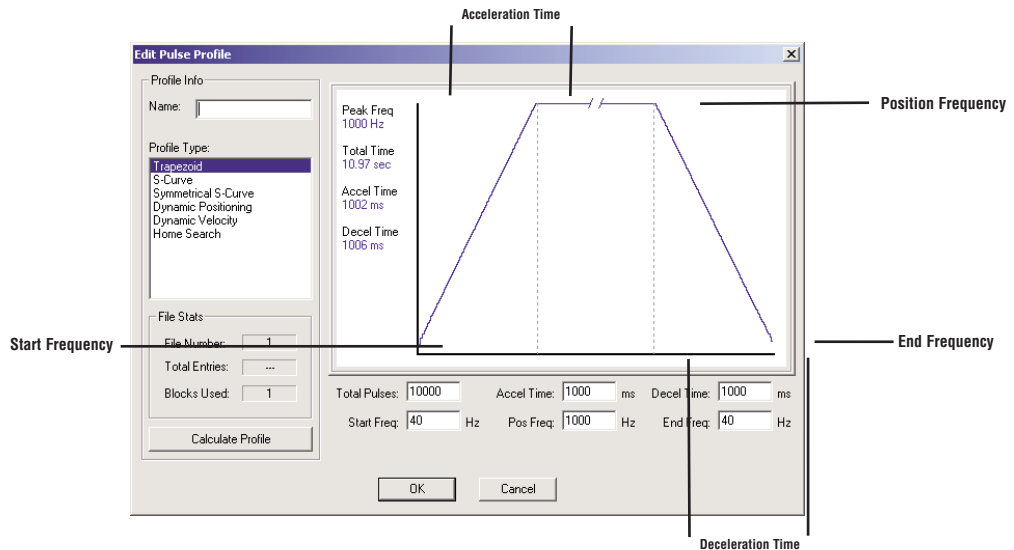 Acceleration Time
Edit Pulse Profile
Profile Info
Name:
Profile Type:
Trapezoid
S-Curve
Symmetrical S-Curve
Dynamic Positioning
Dynamic Velocity
Home Search
Peak Freq
1000 Hz
Total Time
10.97 sec
Accel Time
1002 ms
Decel Time
1006 ms
Position Frequency
File Stats
File Number: 1
Total Entries: ---
Blocks Used: 1
Calculate Profile
Start Frequency
End Frequency
Total Pulses: 10000 Accel Time: 1000 ms Decel Time: 1000 ms
Start Freq: 40 Hz Pos Freq: 1000 Hz End Freq: 40 Hz
OK Cancel
Deceleration Time